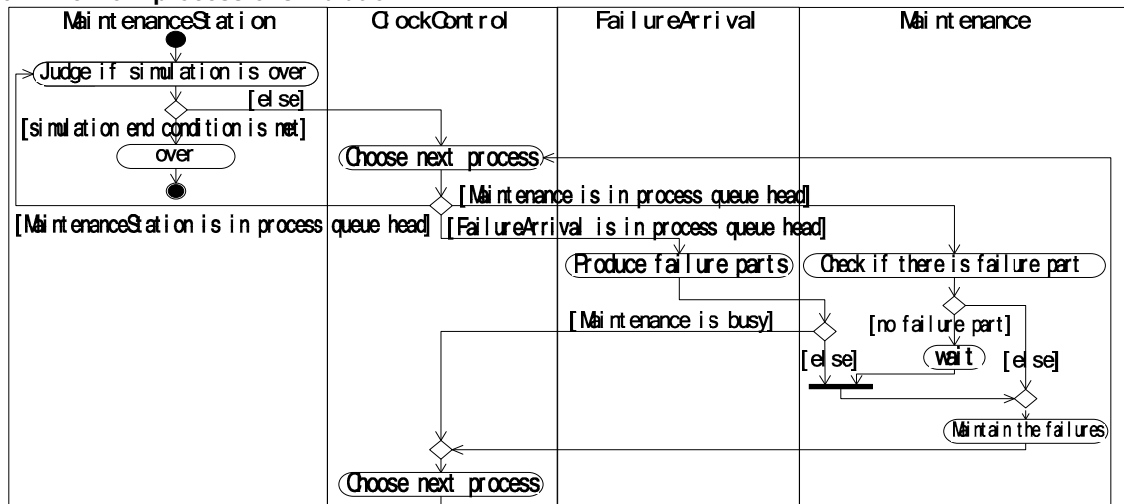 MaintenanceStation
ClockControl
FailureArrival
Maintenance
Judge if simulation is over
[else]
[simulation end condition is met]
over
Choose next process
[Maintenance is in process queue head]
[MaintenanceStation is in process queue head]
[FailureArrival is in process queue head]
Produce failure parts
Check if there is failure part
[Maintenance is busy]
[no failure part]
[else]
wait
[else]
Maintain the failures
Choose next process